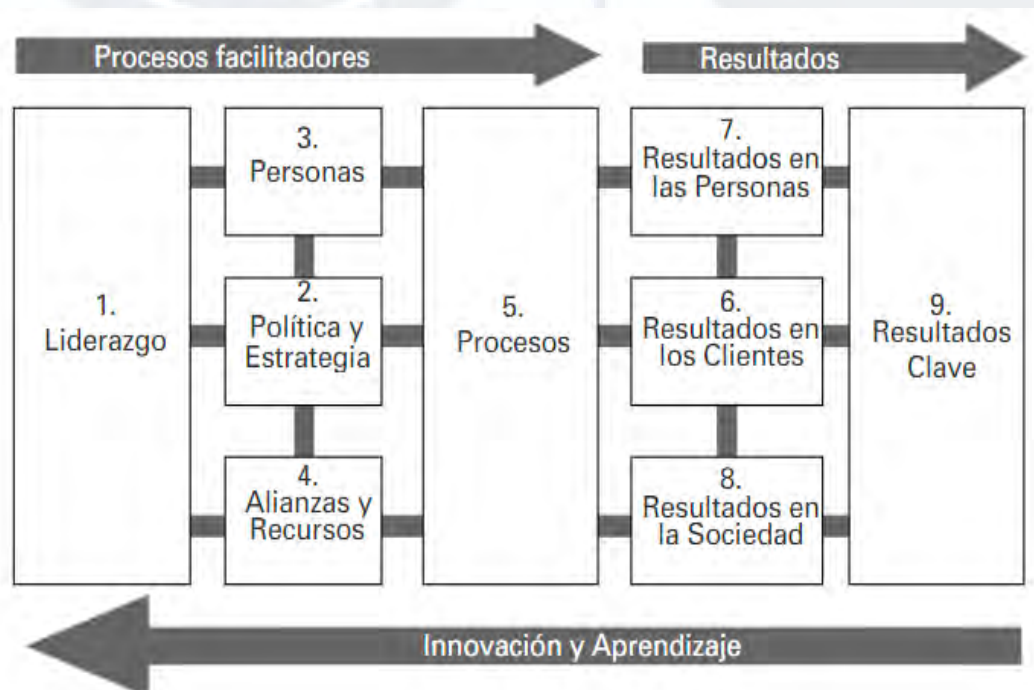 Procesos facilitadores
Resultados
1.
Liderazgo
3.
Personas
2.
Política y
Estrategia
4.
Alianzas y
Recursos
5.
Procesos
7.
Resultados en
las Personas
6.
Resultados en
los Clientes
8.
Resultados en
la Sociedad
9.
Resultados
Clave
Innovación y Aprendizaje